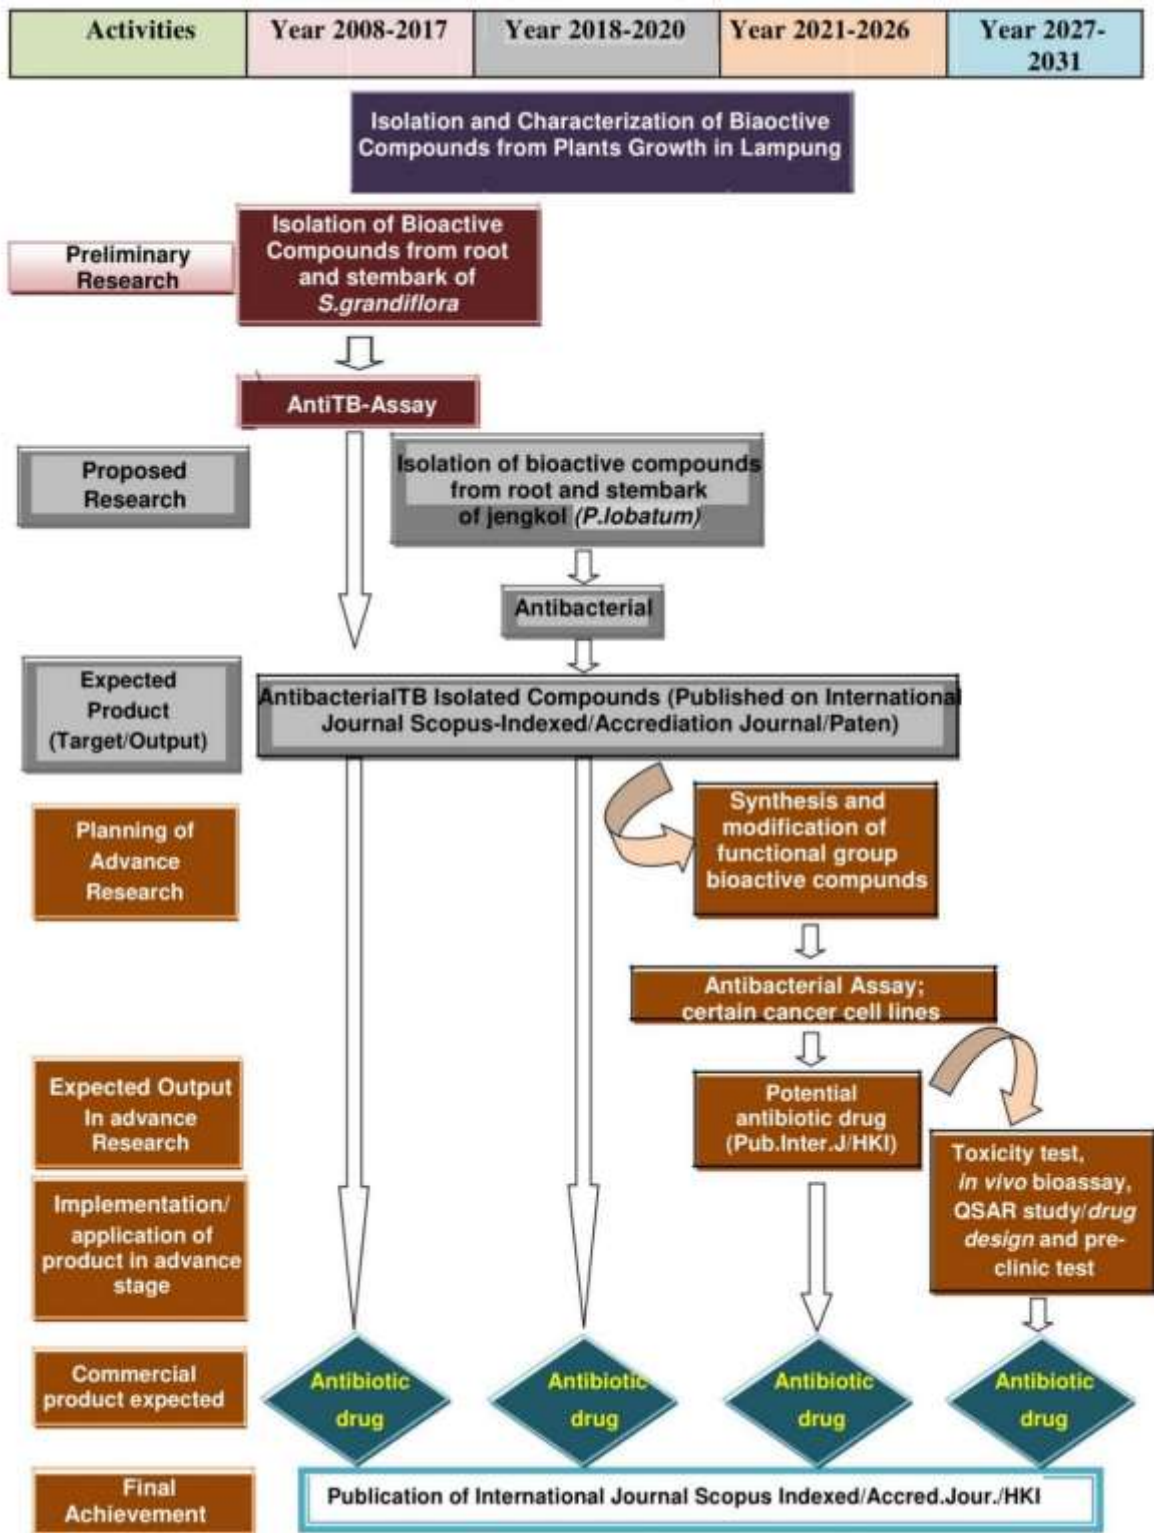 Activities
Year 2008-2017
Year 2018-2020
Year 2021-2026
Year 2027-
2031
Isolation and Characterization of Biaoctive
Compounds from Plants Growth in Lampung
Preliminary
Research
Isolation of Bioactive
Compounds from root
and stembark of
S.grandiflora
AntiTB-Assay
Proposed
Research
Isolation of bioactive compounds
from root and stembark
of jengkol (P.lobatum)
Antibacterial
Expected
Product
(Target/Output)
AntibacterialTB Isolated Compounds (Published on International
Journal Scopus-Indexed/Accrediation Journal/Paten)
Planning of
Advance
Research
Synthesis and
modification of
functional group
bioactive compunds
Antibacterial Assay;
certain cancer cell lines
Expected Output
In advance
Research
Potential
antibiotic drug
(Pub.Inter.J/HKI)
Toxicity test,
in vivo bioassay,
QSAR study/drug
design and pre-
clinic test
Implementation/
application of
product in advance
stage
Commercial
product expected
Antibiotic
drug
Antibiotic
drug
Antibiotic
drug
Antibiotic
drug
Final
Achievement
Publication of International Journal Scopus Indexed/Accred.Jour./HKI